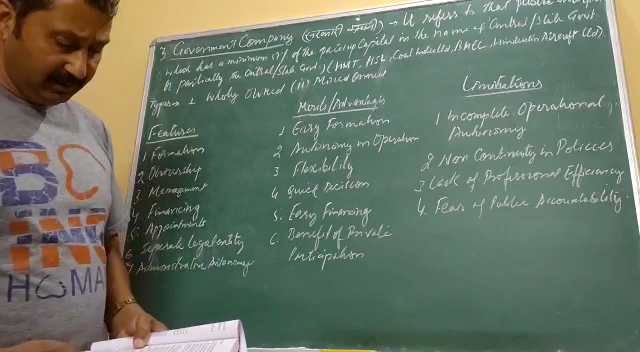 3. Government Company (सरकारी कम्पनी) → It refers to that public enterprise
which has a minimum 51% of the paid up Capital in the name of Central/State Govt.
or partially the Central/State Govt.) (HMT, HSL, Coal India Ltd., BHEL, Hindustan Aircraft Ltd).
Types → 1 Wholly Owned (ii) Mixed Owned
Features
1 Formation
2 Ownership
3 Management
4 Financing
5 Appointments
6 Seperate legal entity
7 Administrative Autonomy
Merits/Advantages
1 Easy Formation
2 Autonomy in Operation
3 Flexibility
4 Quick Decision
5. Easy Financing
6. Benefit of Private
Participation
Limitations
1 Incomplete Operational
Autonomy
2 Non Continuity in Policies
3 Lack of Professional Efficiency
4. Fear of Public Accountability.
BO
ING
HUMA